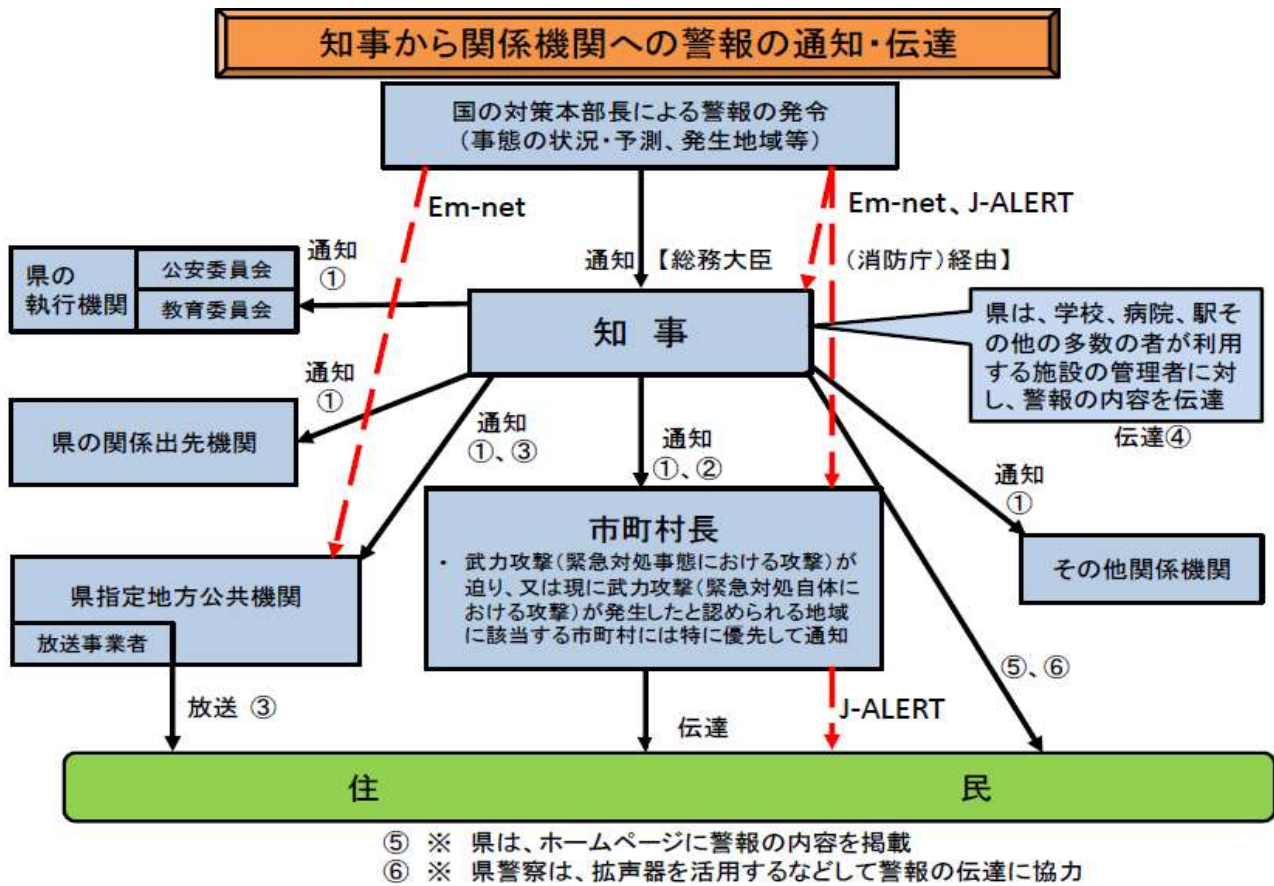 知事から関係機関への警報の通知・伝達
国の対策本部長による警報の発令
(事態の状況・予測、発生地域等)
Em-net
Em-net、J-ALERT
通知
①
県の
執行機関
公安委員会
教育委員会
通知 【総務大臣 (消防庁)経由】
知 事
県は、学校、病院、駅そ
の他の多数の者が利用
する施設の管理者に対
し、警報の内容を伝達
伝達④
通知
①
県の関係出先機関
通知
①、③
通知
①、②
通知
①
市町村長
・ 武力攻撃(緊急対処事態における攻撃)が
迫り、又は現に武力攻撃(緊急対処自体に
おける攻撃)が発生したと認められる地域
に該当する市町村には特に優先して通知
その他関係機関
県指定地方公共機関
放送事業者
放送 ③
伝達
J-ALERT
⑤、⑥
住 民
⑤ ※ 県は、ホームページに警報の内容を掲載
⑥ ※ 県警察は、拡声器を活用するなどして警報の伝達に協力